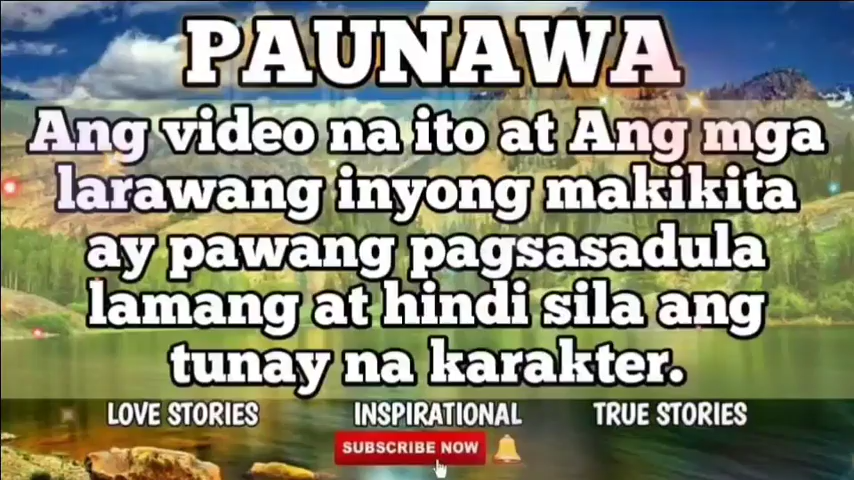 PAUNAWA
Ang video na ito at Ang mga
larawang inyong makikita
ay pawang pagsasadula
lamang at hindi sila ang
tunay na karakter.
LOVE STORIES INSPIRATIONAL TRUE STORIES
SUBSCRIBE NOW